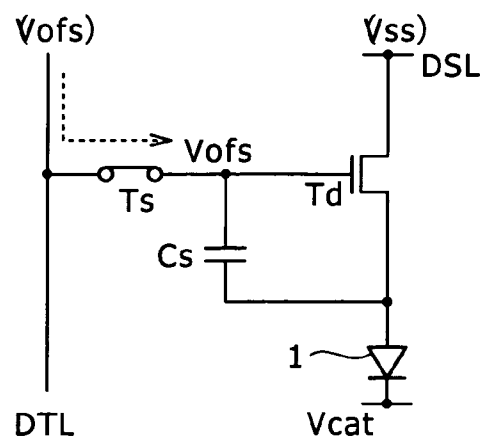 (Vofs)
(Vss)
DSL
Vofs
Ts
Td
Cs
1
Vcat
DTL